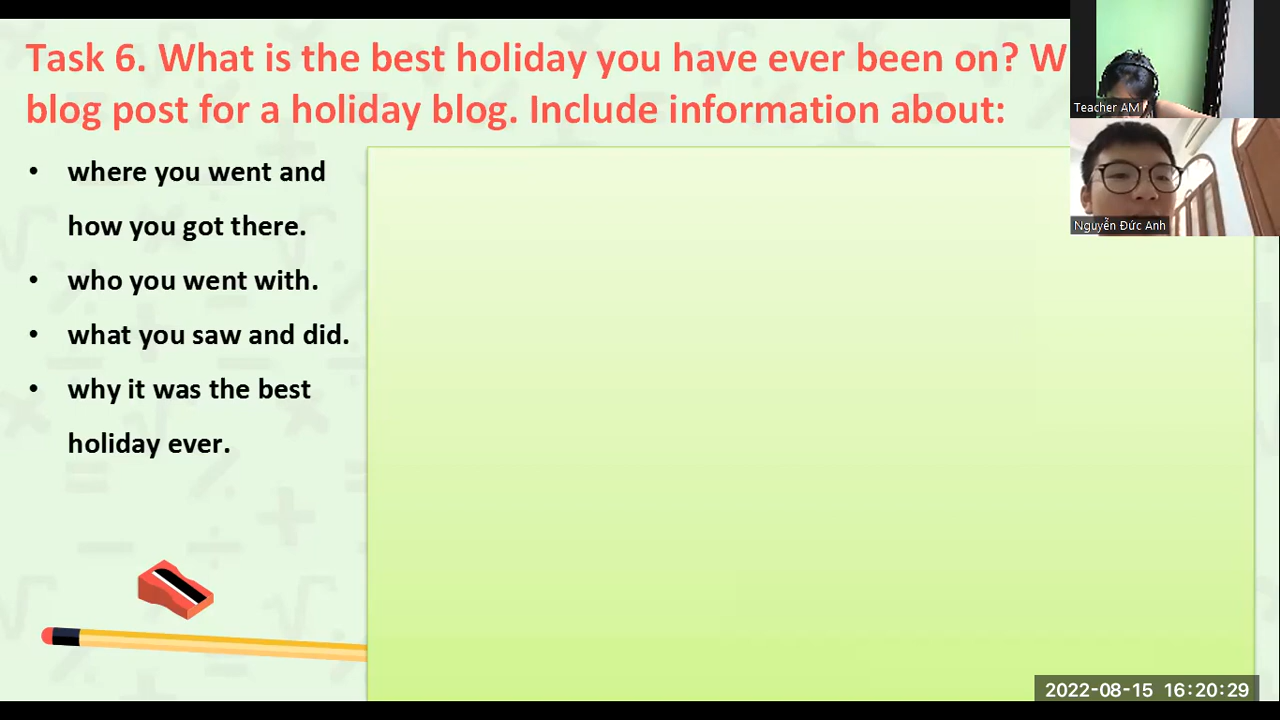 Task 6. What is the best holiday you have ever been on?
blog post for a holiday blog. Include information about:
• where you went and
how you got there.
• who you went with.
• what you saw and did.
• why it was the best
holiday ever.
Teacher AM
Nguyễn Đức Anh
2022-08-15 16:20:29